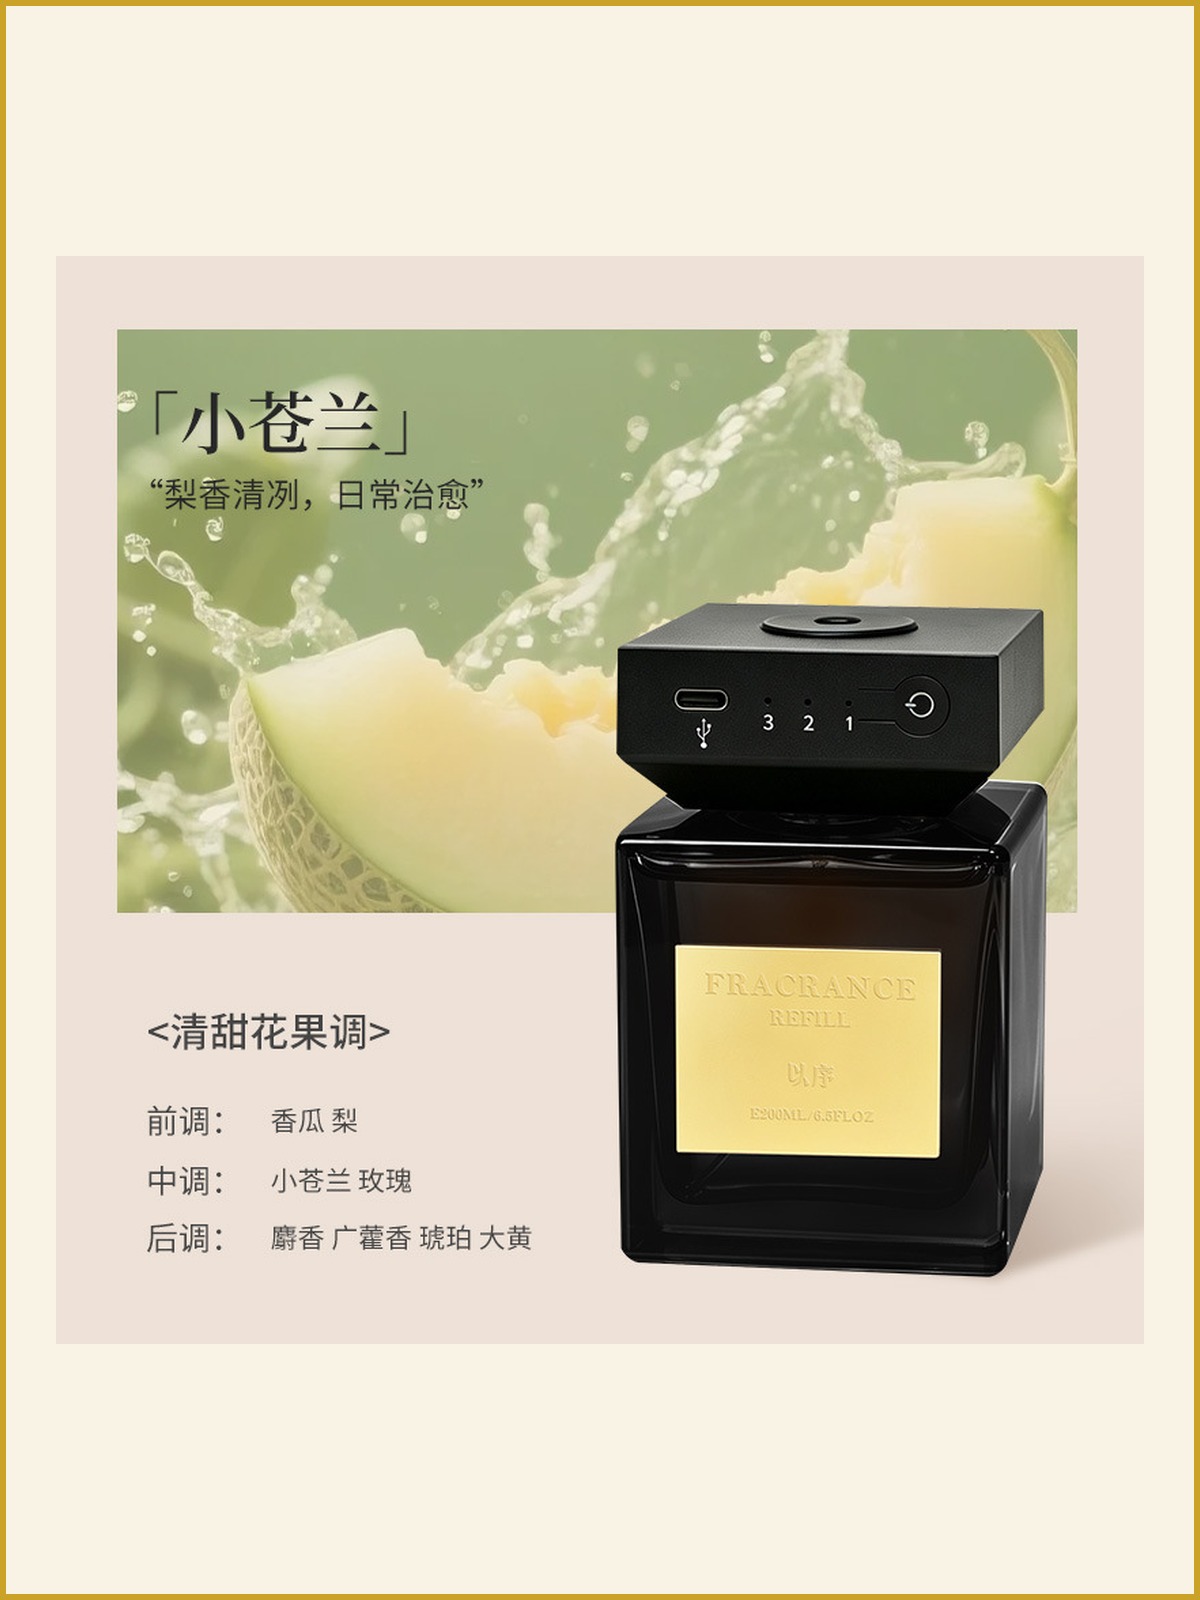 「小苍兰」
“梨香清冽，日常治愈”
3 2 1
FRAGRANCE
REFILL
以序
E200ML/6.5FLOZ
<清甜花果调>
前调： 香瓜 梨
中调： 小苍兰 玫瑰
后调： 麝香 广藿香 琥珀 大黄